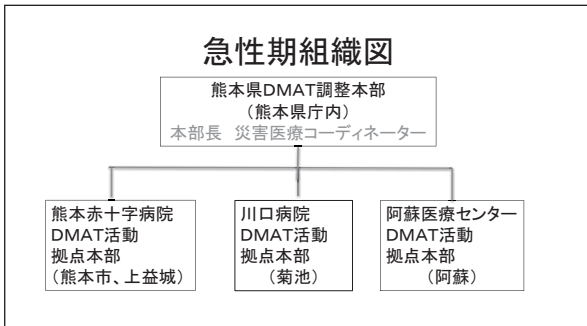 急性期組織図
熊本県DMAT調整本部
(熊本県庁内)
本部長 災害医療コーディネーター
熊本赤十字病院
DMAT活動
拠点本部
(熊本市、上益城)
川口病院
DMAT活動
拠点本部
(菊池)
阿蘇医療センター
DMAT活動
拠点本部
(阿蘇)